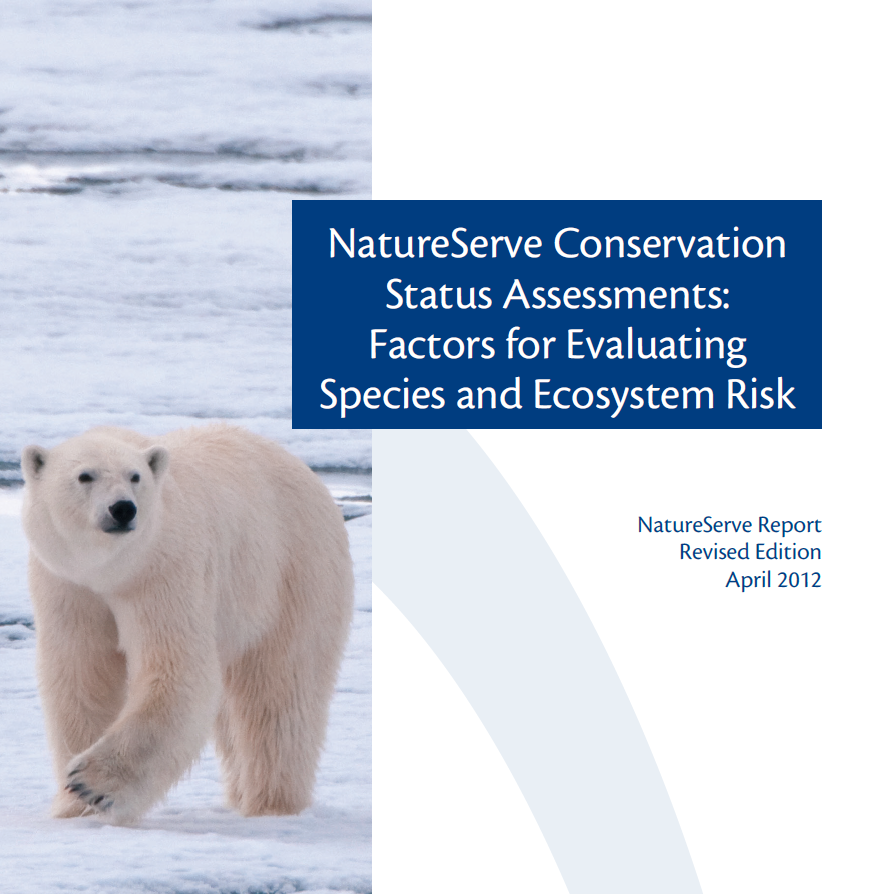 NatureServe Conservation
Status Assessments:
Factors for Evaluating
Species and Ecosystem Risk
NatureServe Report
Revised Edition
April 2012